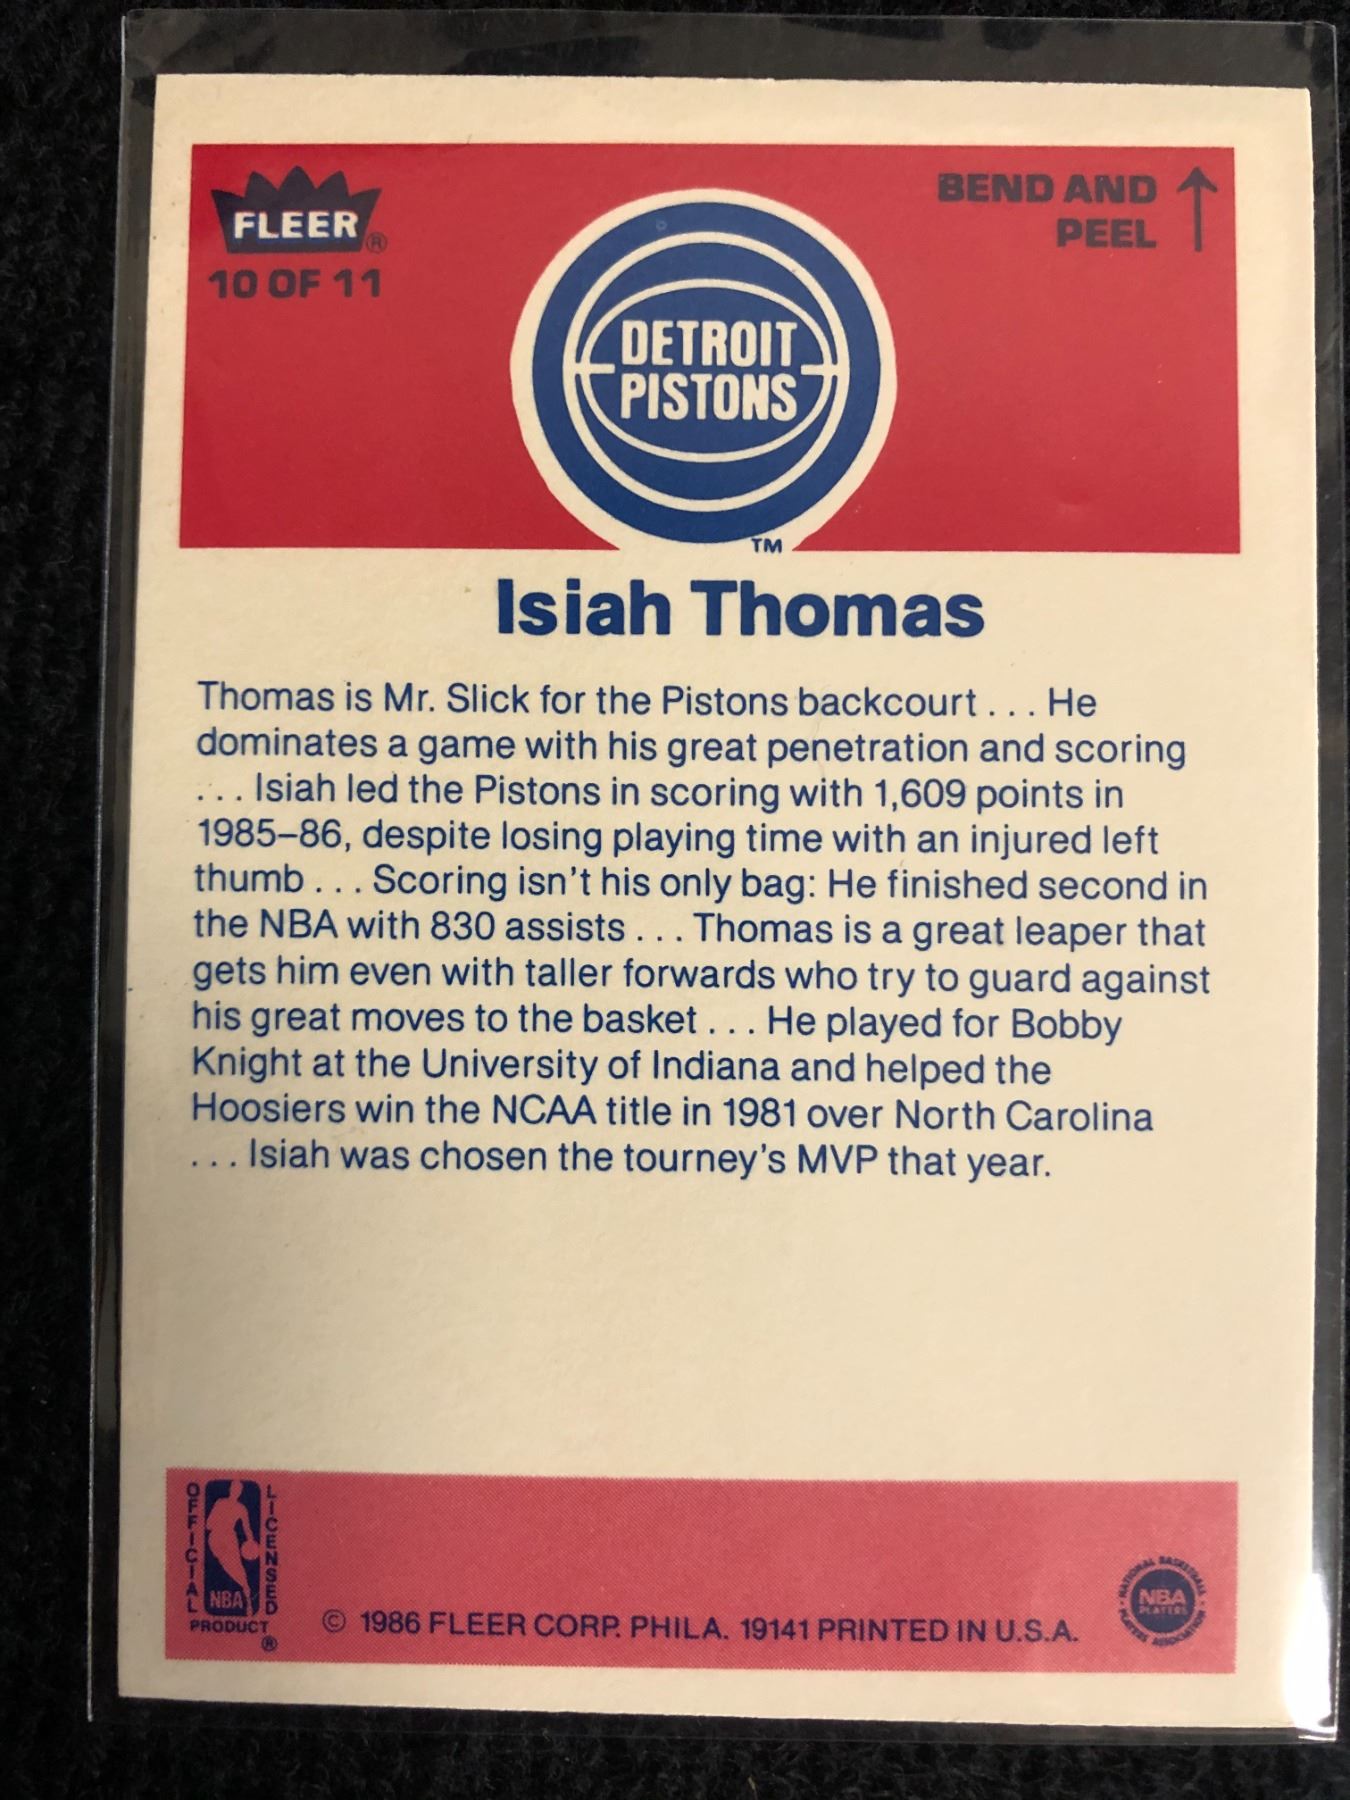 FLEER®
10 OF 11
BEND AND
PEEL
DETROIT
PISTONS
TM
Isiah Thomas
Thomas is Mr. Slick for the Pistons backcourt . . . He
dominates a game with his great penetration and scoring
. . . Isiah led the Pistons in scoring with 1,609 points in
1985–86, despite losing playing time with an injured left
thumb . . . Scoring isn't his only bag: He finished second in
the NBA with 830 assists . . . Thomas is a great leaper that
gets him even with taller forwards who try to guard against
his great moves to the basket . . . He played for Bobby
Knight at the University of Indiana and helped the
Hoosiers win the NCAA title in 1981 over North Carolina
. . . Isiah was chosen the tourney's MVP that year.
OFFICIAL
NBA
LICENSED
PRODUCT
®
© 1986 FLEER CORP. PHILA. 19141 PRINTED IN U.S.A.
NATIONAL BASKETBALL
NBA
PLAYERS
PLAYERS ASSOCIATION